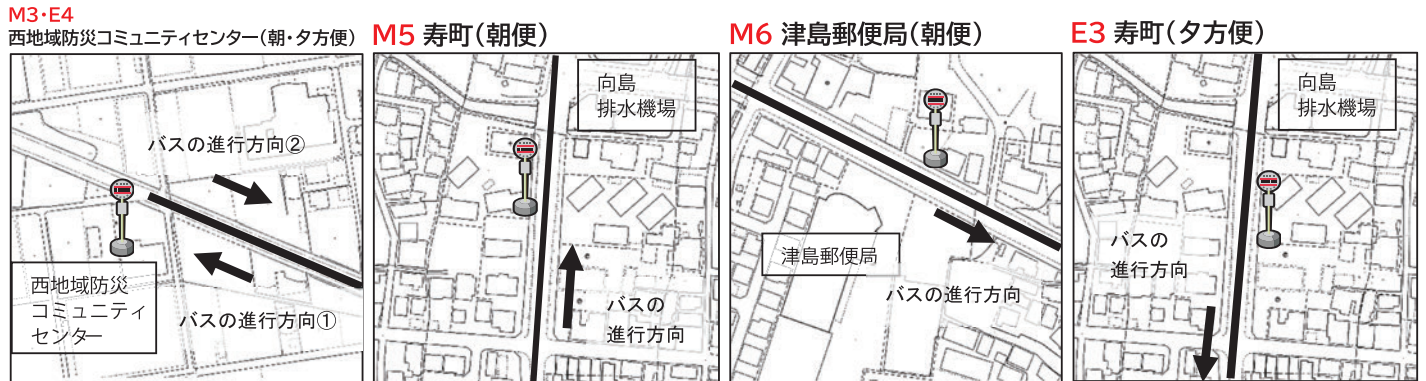 M3・E4
西地域防災コミュニティセンター(朝・夕方便)
バスの進行方向②
西地域防災
コミュニティ
センター
バスの進行方向①
M5 寿町(朝便)
向島
排水機場
バスの
進行方向
M6 津島郵便局(朝便)
津島郵便局
バスの進行方向
E3 寿町(夕方便)
向島
排水機場
バスの
進行方向